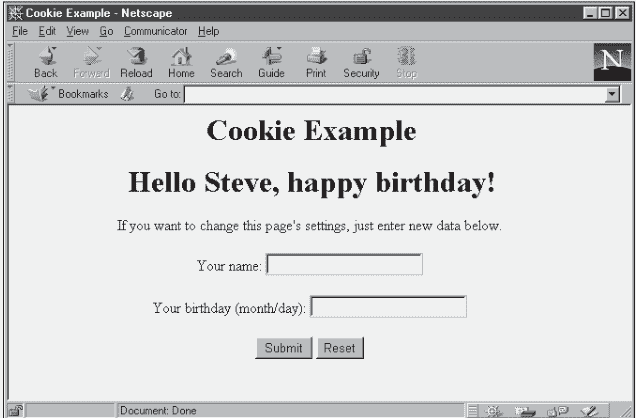 Cookie Example - Netscape
File Edit View Go Communicator Help
Back Forward Reload Home Search Guide Print Security Stop
N
Bookmarks Go to:
Cookie Example
Hello Steve, happy birthday!
If you want to change this page's settings, just enter new data below.
Your name:
Your birthday (month/day):
Submit Reset
Document: Done